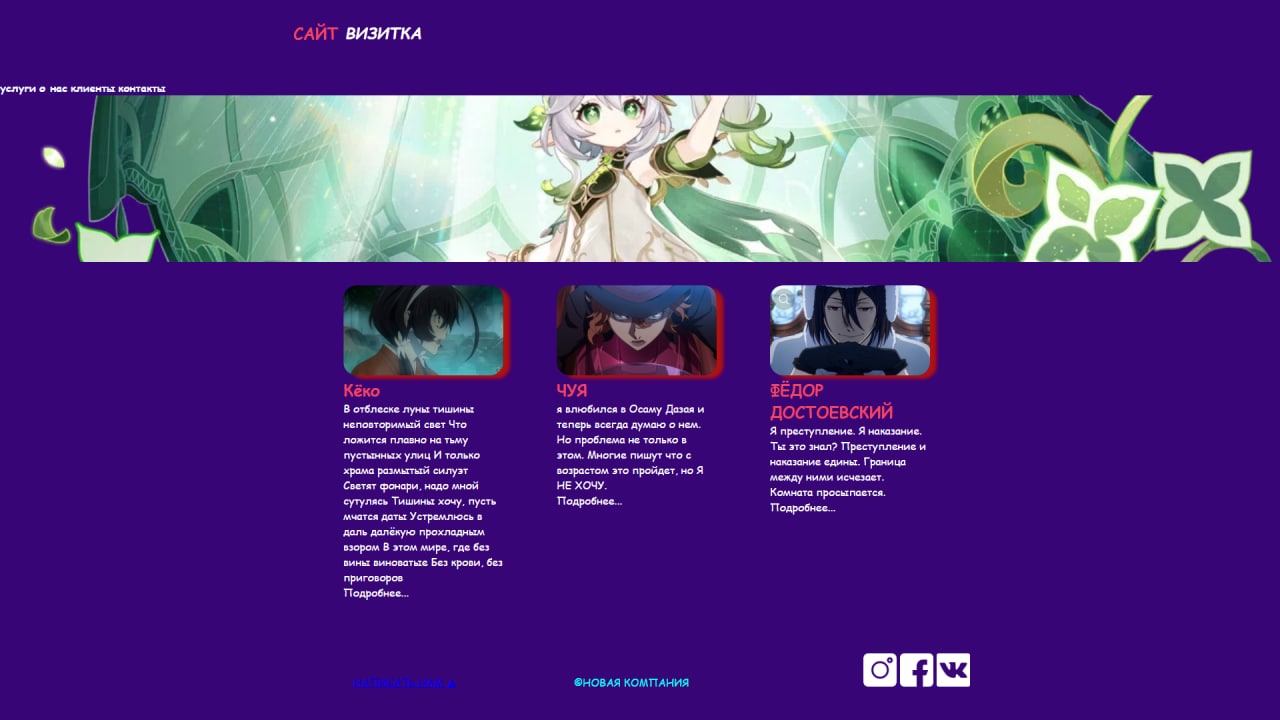 САЙТ ВИЗИТКА
услуги о нас клиенты контакты
Кёко
В отблеске луны тишины
неповторимый свет Что
ложится плавно на тьму
пустынных улиц И только
храма размытый силуэт
Светят фонари, надо мной
сутулясь Тишины хочу, пусть
мчатся даты Устремлюсь в
даль далёкую прохладным
взором В этом мире, где без
вины виноватые Без крови, без
приговоров
Подробнее...
ЧУЯ
я влюбился в Осаму Дазая и
теперь всегда думаю о нем.
Но проблема не только в
этом. Многие пишут что с
возрастом это пройдет, но Я
НЕ ХОЧУ.
Подробнее...
ФЁДОР
ДОСТОЕВСКИЙ
Я преступление. Я наказание.
Ты это знал? Преступление и
наказание едины. Граница
между ними исчезает.
Комната просыпается.
Подробнее...
©НОВАЯ КОМПАНИЯ